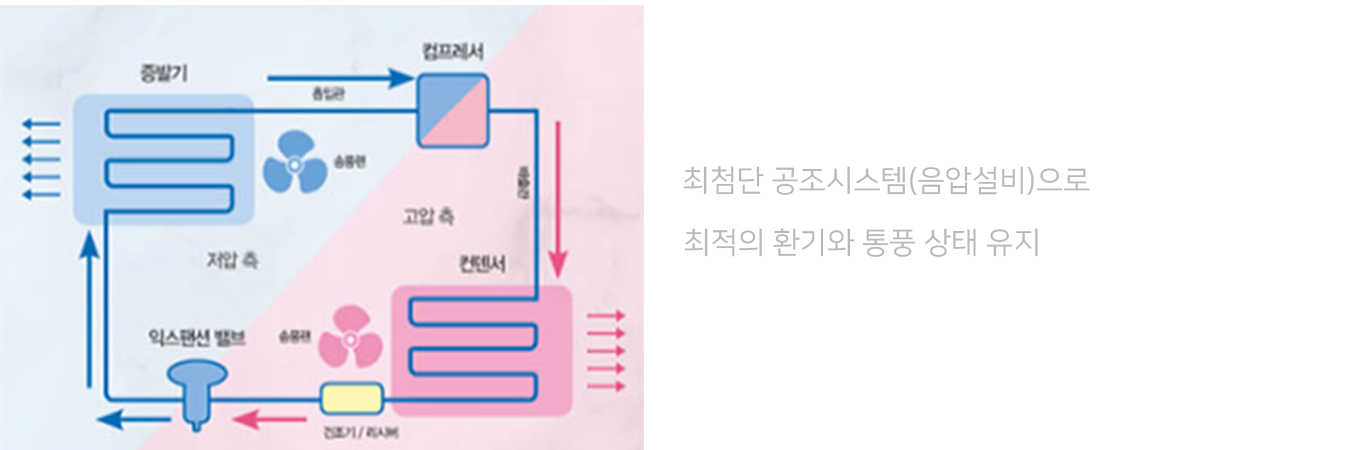 컴프레서
증발기
흡입관
송풍팬
배출관
고압 측
저압 측
컨덴서
익스팬션 밸브
송풍팬
건조기 / 리시버
최첨단 공조시스템(음압설비)으로
최적의 환기와 통풍 상태 유지